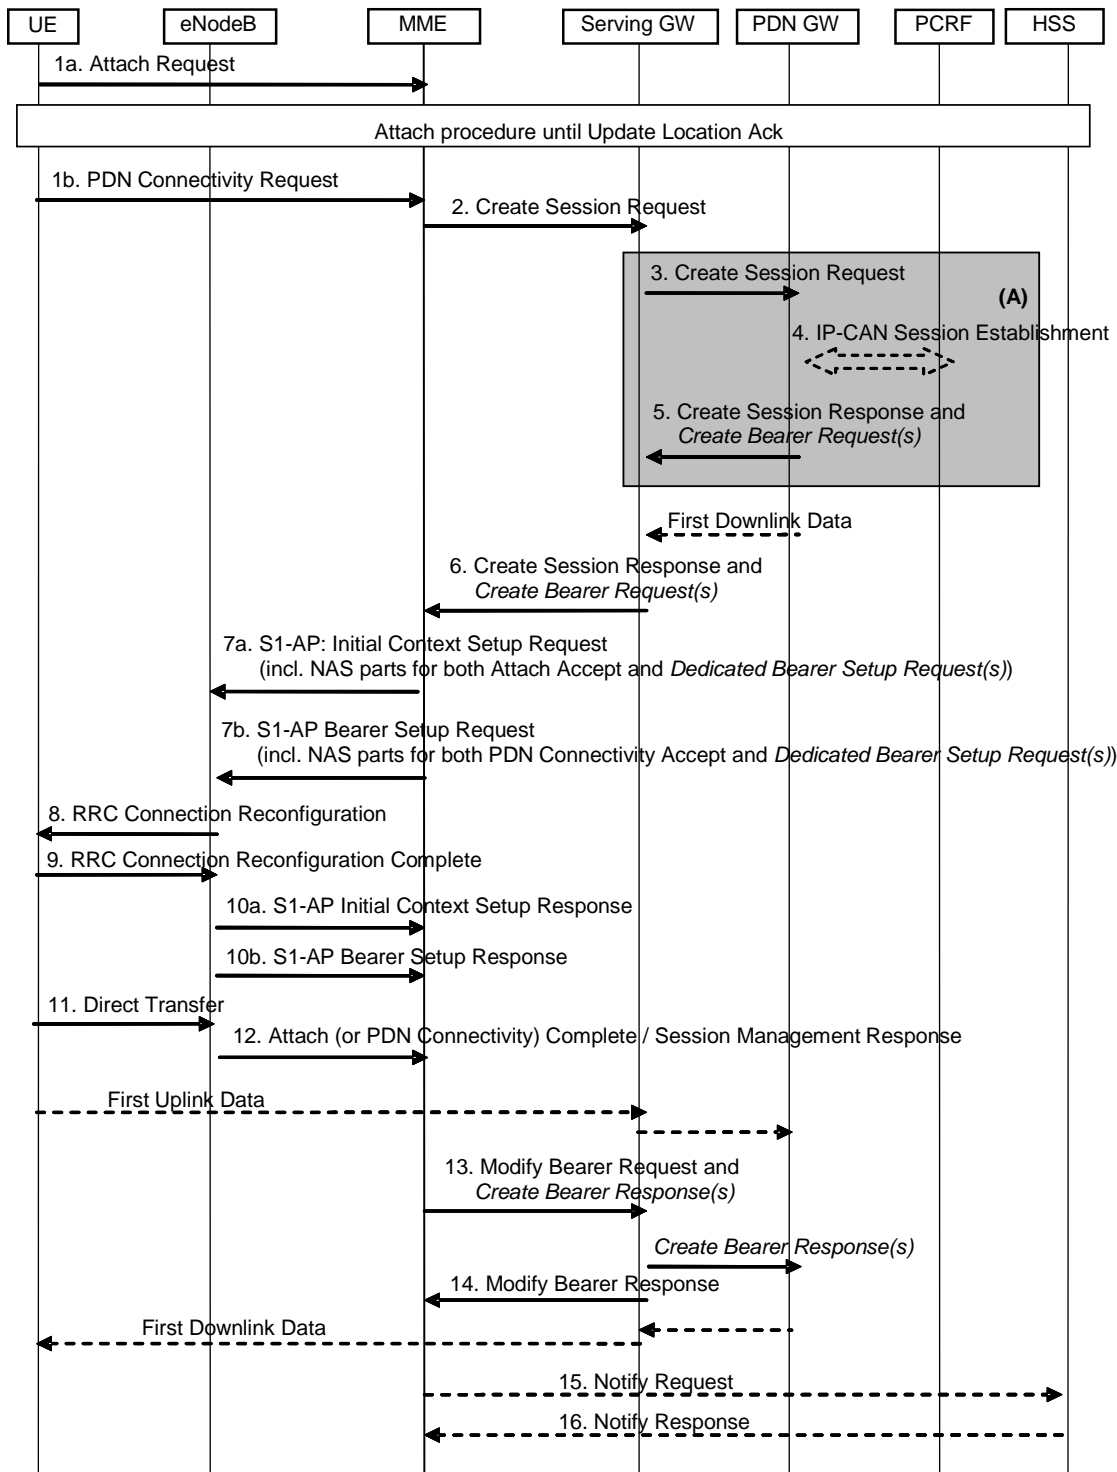 UE eNodeB MME Serving GW PDN GW PCRF HSS
1a. Attach Request
Attach procedure until Update Location Ack
1b. PDN Connectivity Request
2. Create Session Request
3. Create Session Request
(A)
4. IP-CAN Session Establishment
5. Create Session Response and
Create Bearer Request(s)
First Downlink Data
6. Create Session Response and
Create Bearer Request(s)
7a. S1-AP: Initial Context Setup Request
(incl. NAS parts for both Attach Accept and Dedicated Bearer Setup Request(s))
7b. S1-AP Bearer Setup Request
(incl. NAS parts for both PDN Connectivity Accept and Dedicated Bearer Setup Request(s))
8. RRC Connection Reconfiguration
9. RRC Connection Reconfiguration Complete
10a. S1-AP Initial Context Setup Response
10b. S1-AP Bearer Setup Response
11. Direct Transfer
12. Attach (or PDN Connectivity) Complete / Session Management Response
First Uplink Data
13. Modify Bearer Request and
Create Bearer Response(s)
Create Bearer Response(s)
14. Modify Bearer Response
First Downlink Data
15. Notify Request
16. Notify Response